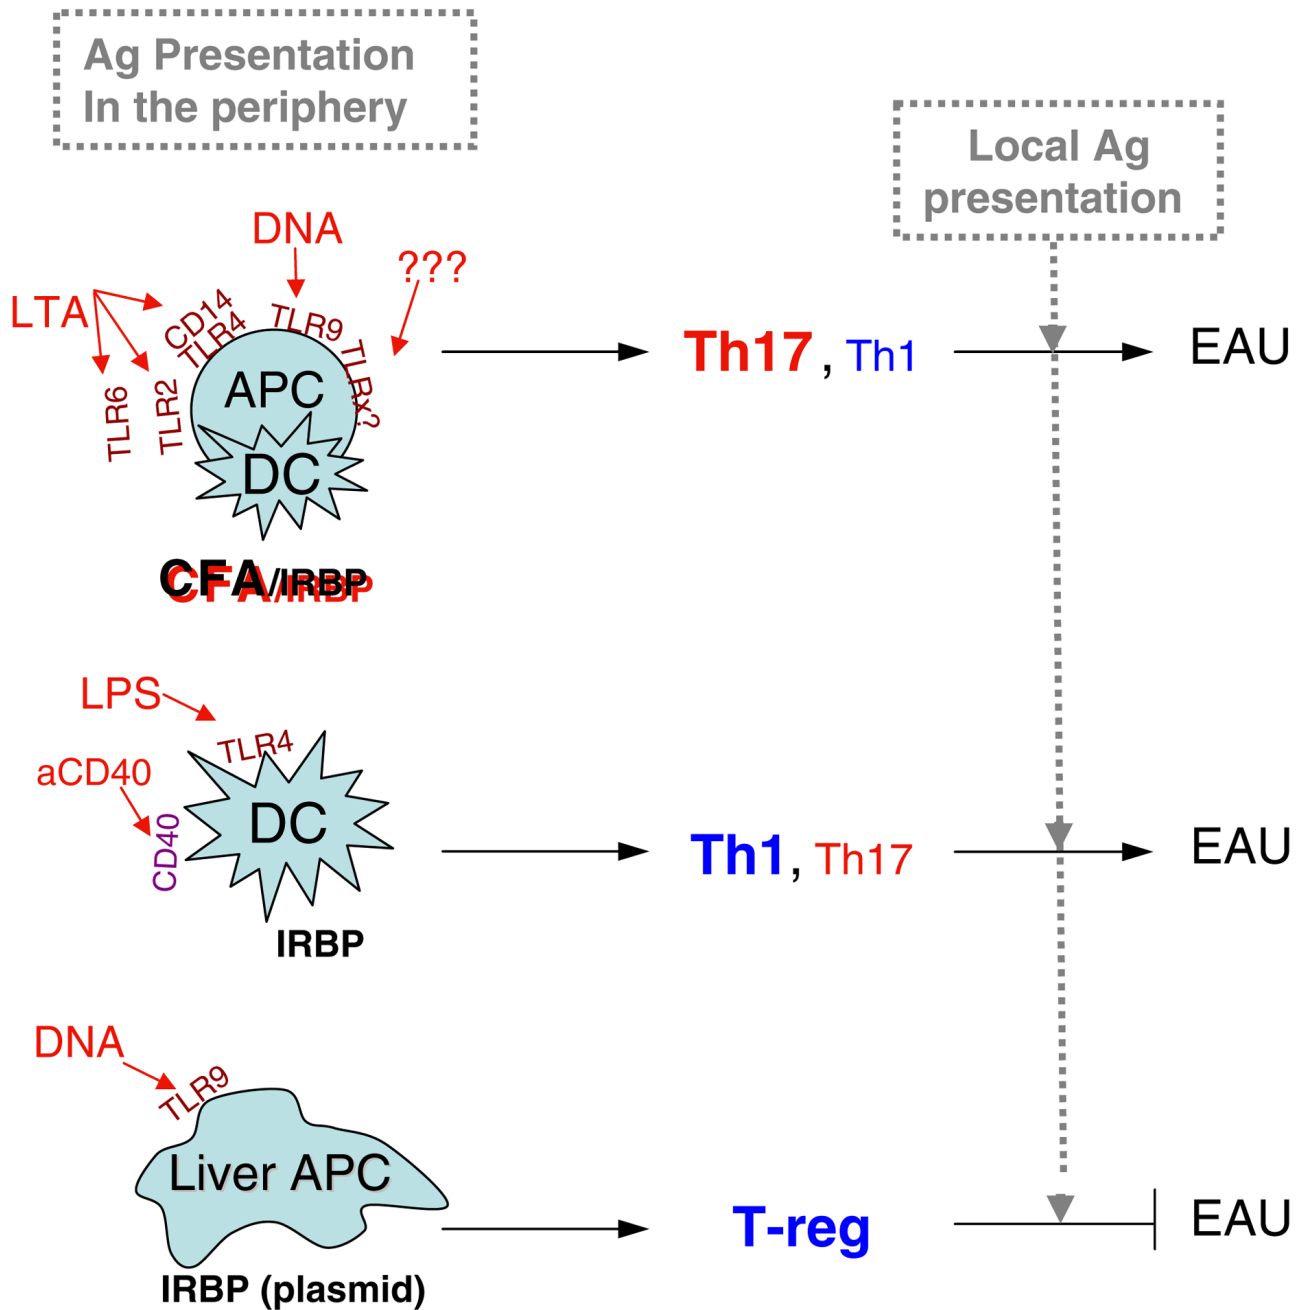 Ag Presentation
In the periphery
Local Ag
presentation
DNA
???
LTA
CD14
TLR4
TLR9
TLRx?
TLR6
TLR2
APC
DC
CFA/IRBP
Th17, Th1
EAU
LPS
TLR4
aCD40
CD40
DC
IRBP
Th1, Th17
EAU
DNA
TLR9
Liver APC
IRBP (plasmid)
T-reg
EAU